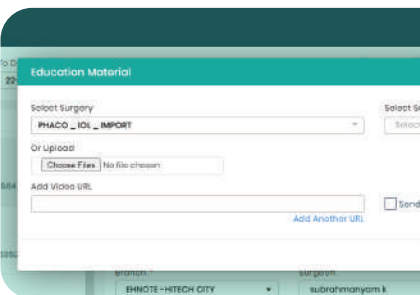 Education Material
Select Surgery
PHACO _ IOL _ IMPORT
Select
Or Upload
Choose Files No file chosen
Add Video URL
Send
Add Another URL
Branch
Surgeon
EHNOTE - HITECH CITY
subrahmanyam k